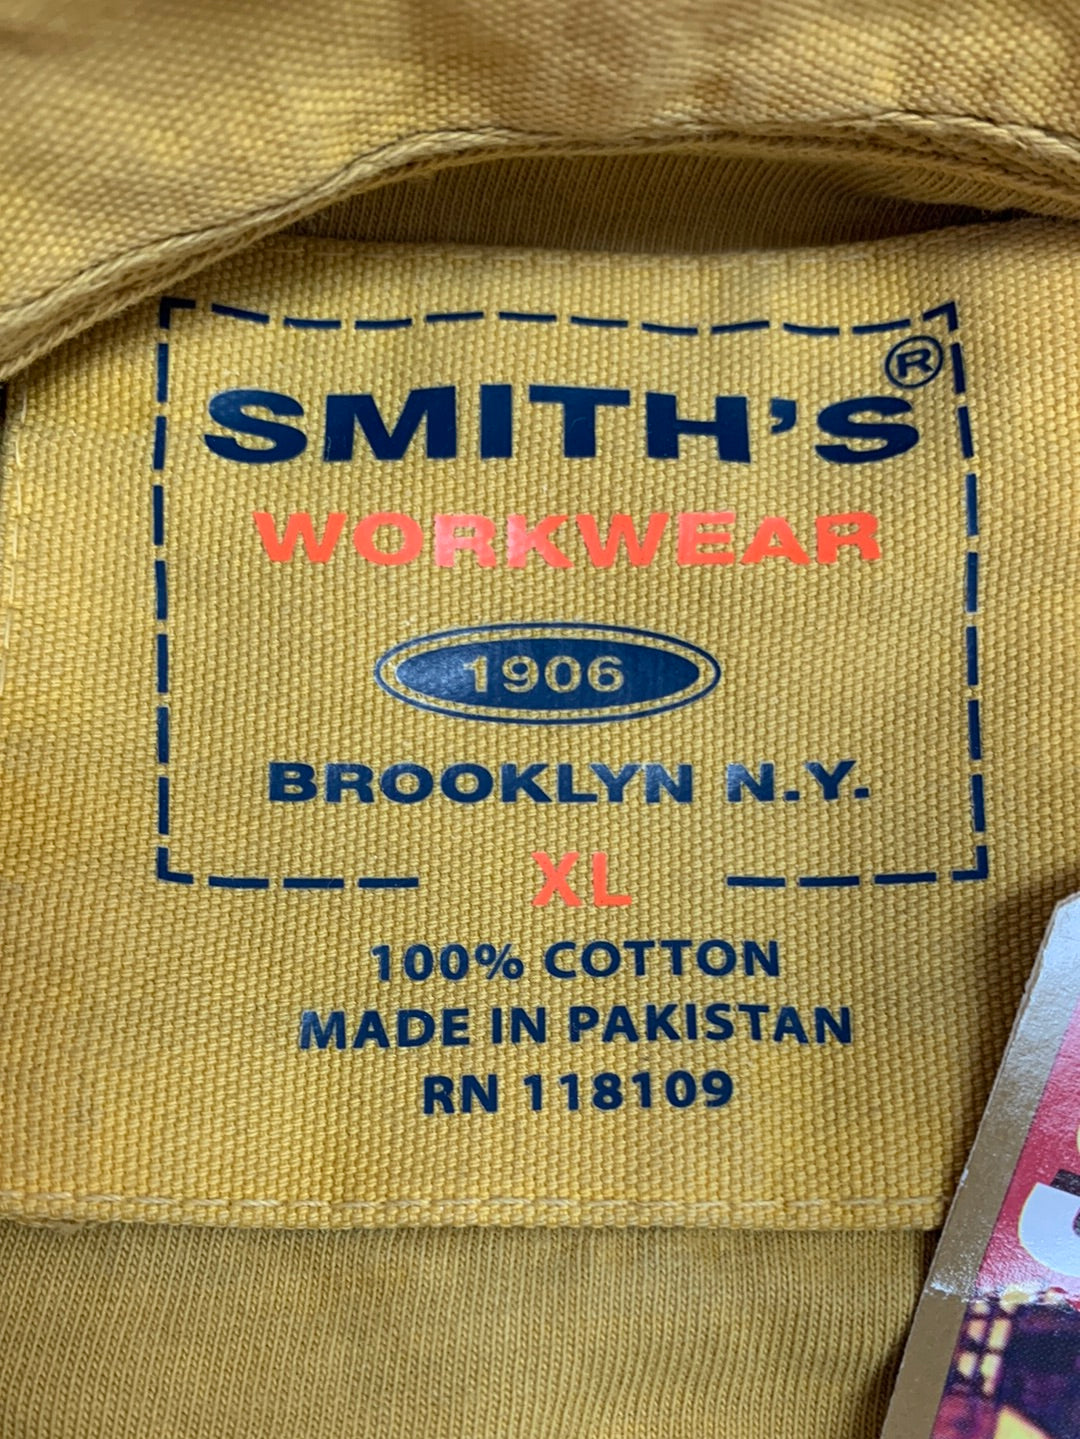 SMITH'S®
WORKWEAR
1906
BROOKLYN N.Y.
XL
100% COTTON
MADE IN PAKISTAN
RN 118109